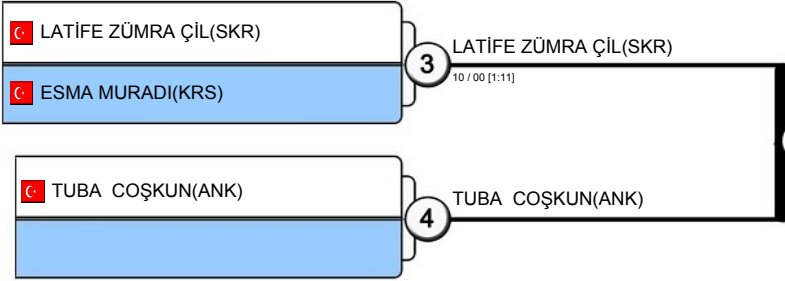 LATİFE ZÜMRA ÇİL(SKR)
ESMA MURADI(KRS)
3
LATİFE ZÜMRA ÇİL(SKR)
10 / 00 [1:11]
TUBA  COŞKUN(ANK)
4
TUBA  COŞKUN(ANK)